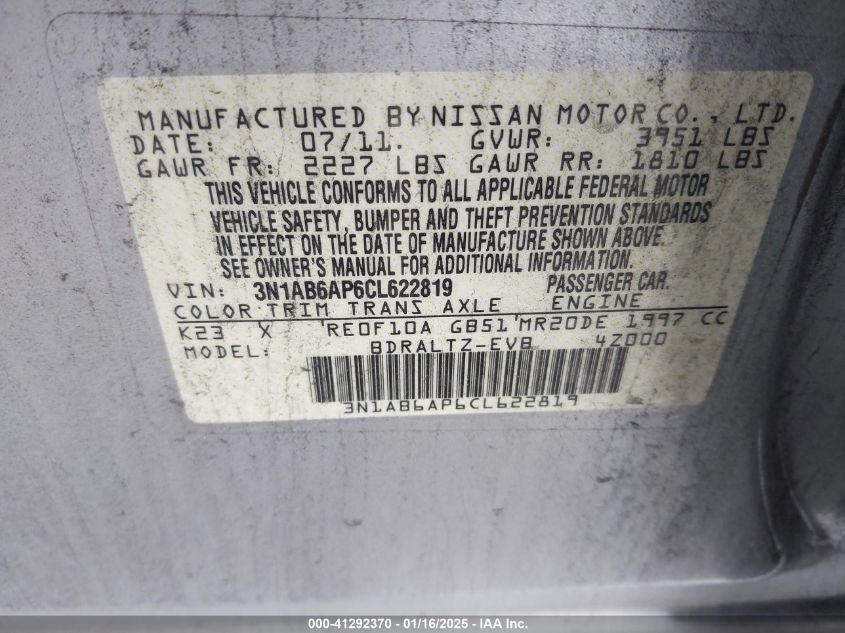 MANUFACTURED BY NISSAN MOTOR CO., LTD.
DATE: 07/11. GVWR: 3951 LBS
GAWR FR: 2227 LBS GAWR RR: 1810 LBS
THIS VEHICLE CONFORMS TO ALL APPLICABLE FEDERAL MOTOR
VEHICLE SAFETY, BUMPER AND THEFT PREVENTION STANDARDS
IN EFFECT ON THE DATE OF MANUFACTURE SHOWN ABOVE.
SEE OWNER'S MANUAL FOR ADDITIONAL INFORMATION.
VIN: 3N1AB6AP6CL622819 PASSENGER CAR.
COLOR TRIM TRANS AXLE ENGINE
K23 X RE0F10A GB51 MR20DE 1997 CC
MODEL: BDRALTZ-EVB 4Z000
3N1AB6AP6CL622819
000-41292370 - 01/16/2025 - IAA Inc.